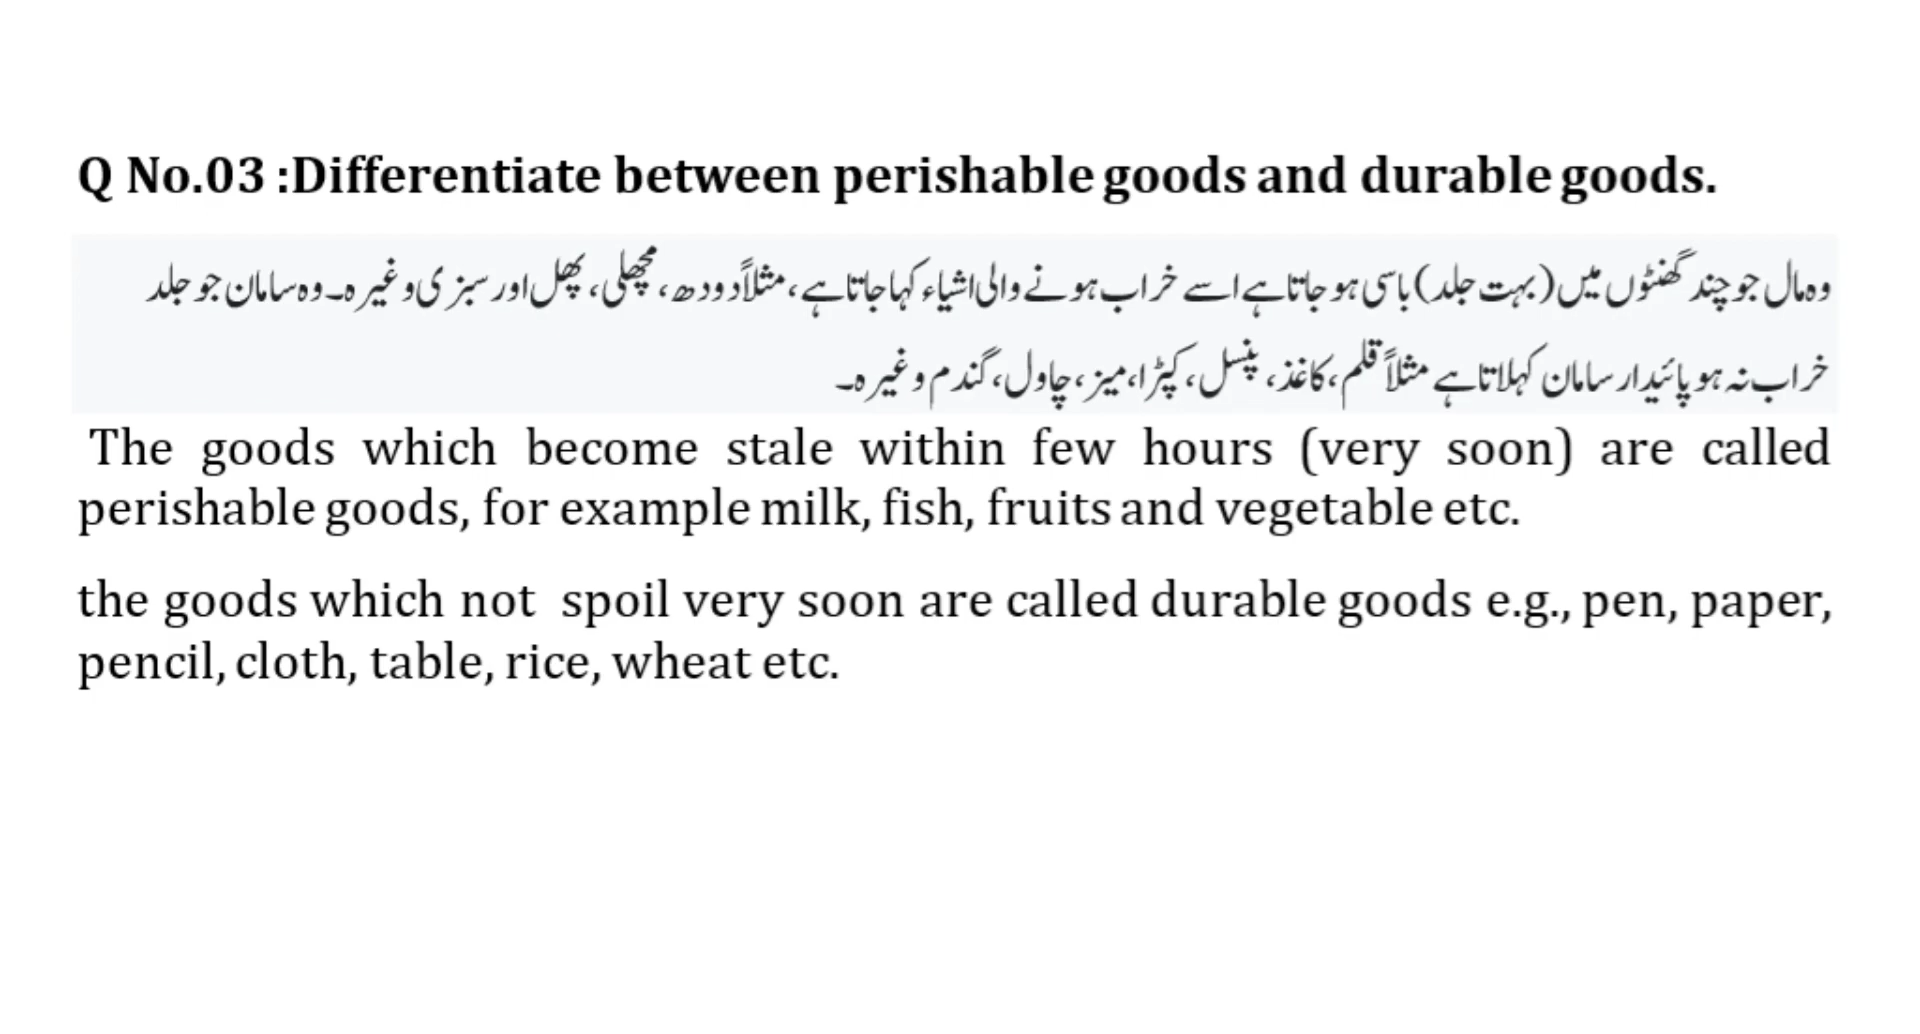 Q No.03 :Differentiate between perishable goods and durable goods.
وہ مال جو چند گھنٹوں میں (بہت جلد) باسی ہو جاتا ہے اسے خراب ہونے والی اشیاء کہا جاتا ہے، مثلاً دودھ، مچھلی، پھل اور سبزی وغیرہ۔ وہ سامان جو جلد
خراب نہ ہو پائیدار سامان کہلاتا ہے مثلاً قلم، کاغذ، پنسل، کپڑا، میز، چاول، گندم وغیرہ۔
The goods which become stale within few hours (very soon) are called
perishable goods, for example milk, fish, fruits and vegetable etc.
the goods which not spoil very soon are called durable goods e.g., pen, paper,
pencil, cloth, table, rice, wheat etc.